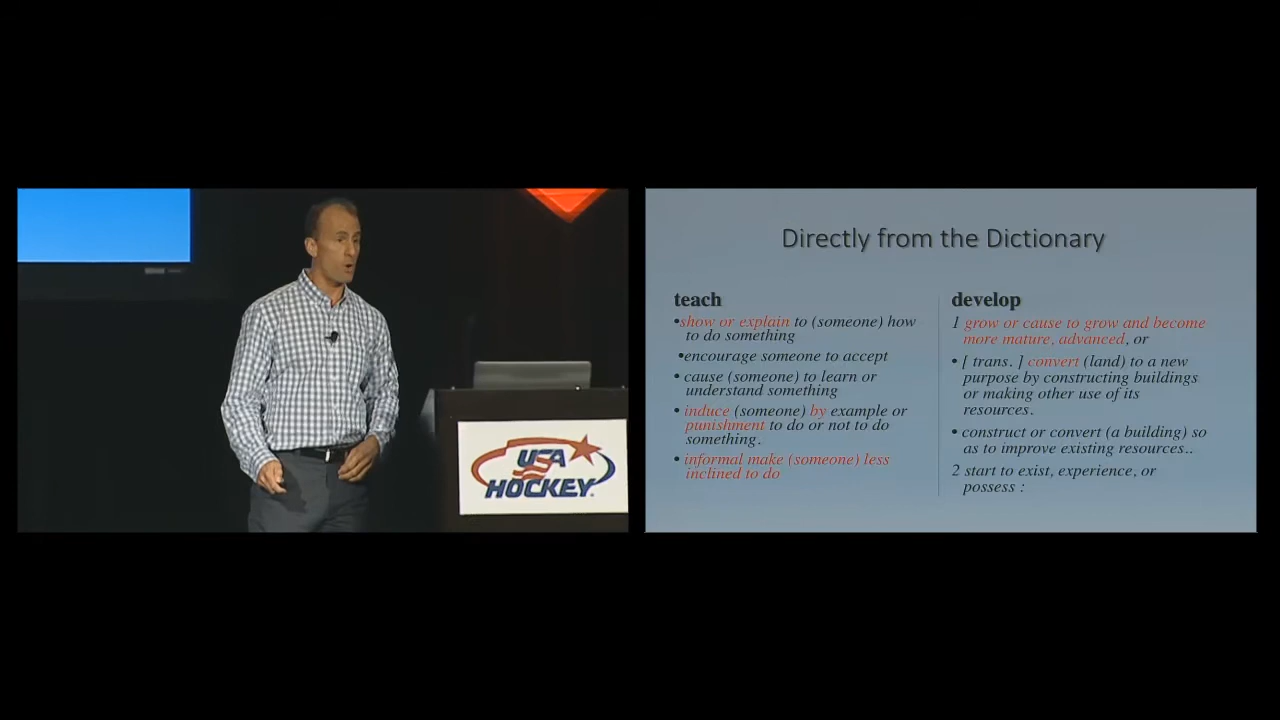 USA
HOCKEY
Directly from the Dictionary
teach
•show or explain to (someone) how
to do something
•encourage someone to accept
• cause (someone) to learn or
understand something
• induce (someone) by example or
punishment to do or not to do
something.
• informal make (someone) less
inclined to do
develop
1 grow or cause to grow and become
more mature, advanced, or
• [ trans. ] convert (land) to a new
purpose by constructing buildings
or making other use of its
resources.
• construct or convert (a building) so
as to improve existing resources..
2 start to exist, experience, or
possess :